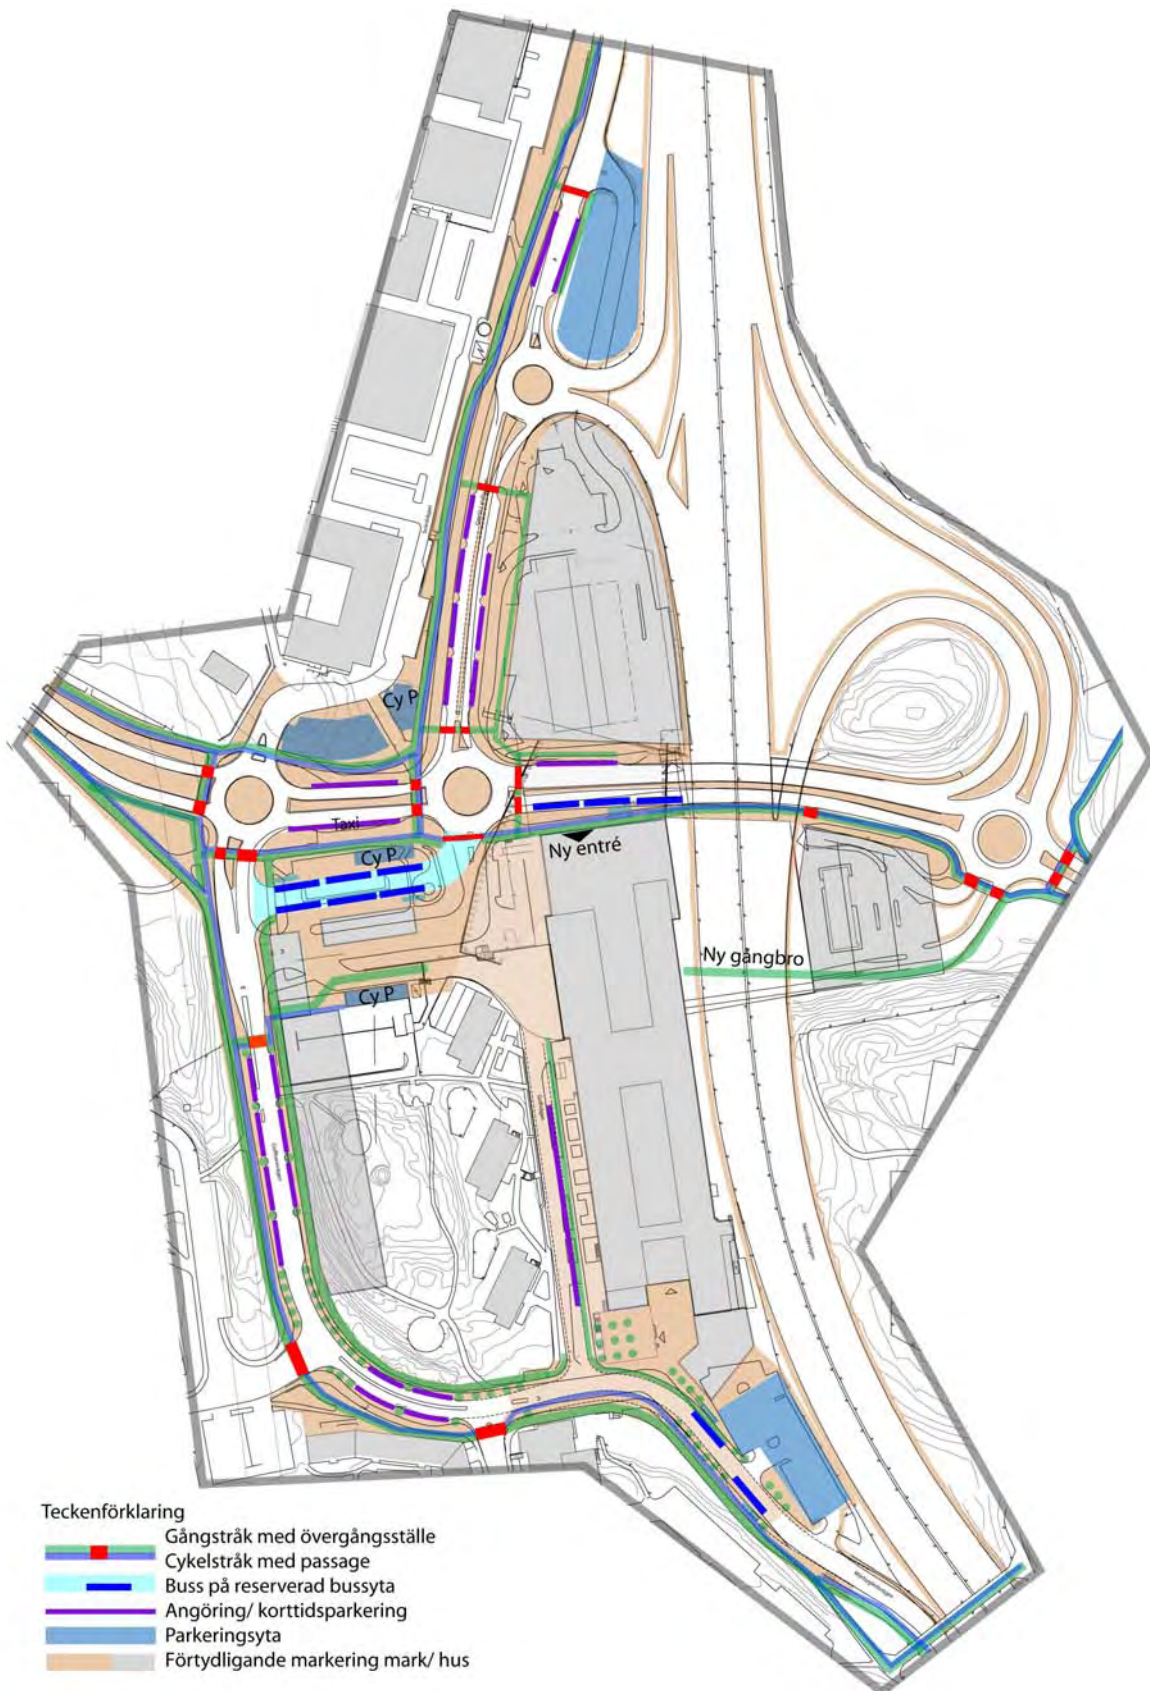 Cy P
Taxi
Cy P
Ny entré
Ny gångbro
Cy P
Teckenförklaring
Gångstråk med övergångsställe
Cykelstråk med passage
Buss på reserverad bussyta
Angöring/ korttidsparkering
Parkeringsyta
Förtydligande markering mark/ hus